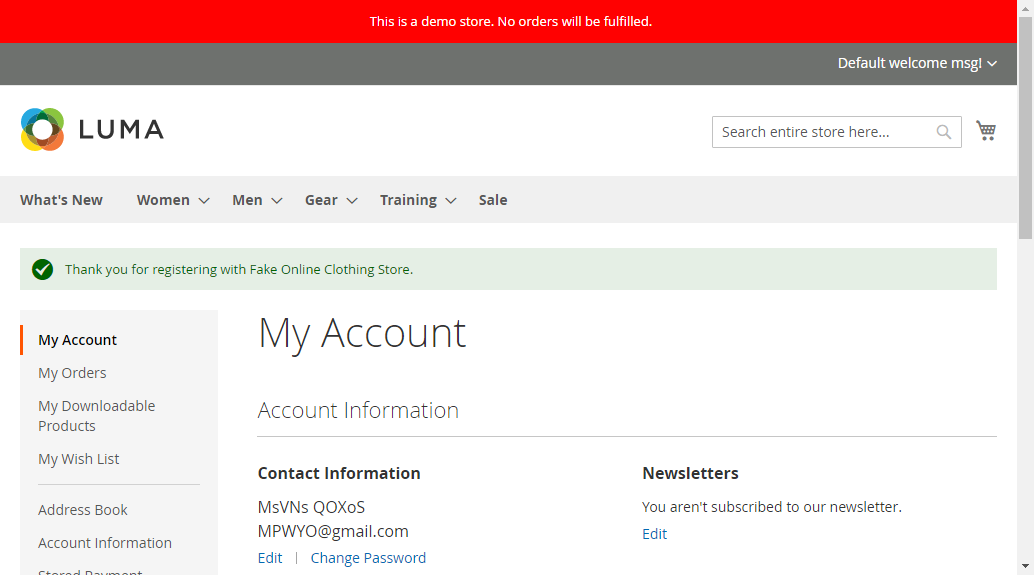 This is a demo store. No orders will be fulfilled.
Default welcome msg!
LUMA
Search entire store here...
What's New Women Men Gear Training Sale
Thank you for registering with Fake Online Clothing Store.
My Account
My Orders
My Downloadable
Products
My Wish List
Address Book
Account Information
Stored Payment
My Account
Account Information
Contact Information
MsVNs QOXoS
MPWYO@gmail.com
Edit | Change Password
Newsletters
You aren't subscribed to our newsletter.
Edit